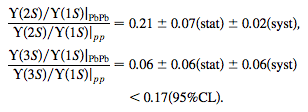 ϒ(2S)/ϒ(1S)|PbPb
ϒ(2S)/ϒ(1S)|pp = 0.21 ± 0.07(stat) ± 0.02(syst),
ϒ(3S)/ϒ(1S)|PbPb
ϒ(3S)/ϒ(1S)|pp = 0.06 ± 0.06(stat) ± 0.06(syst)
< 0.17(95%CL).